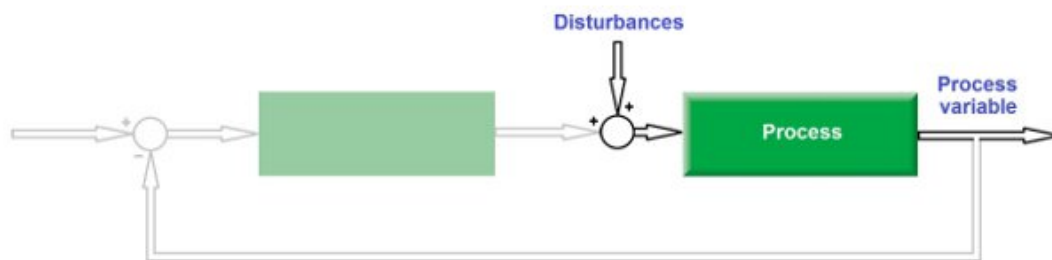 Disturbances
+
+
+
−
Process
Process
variable